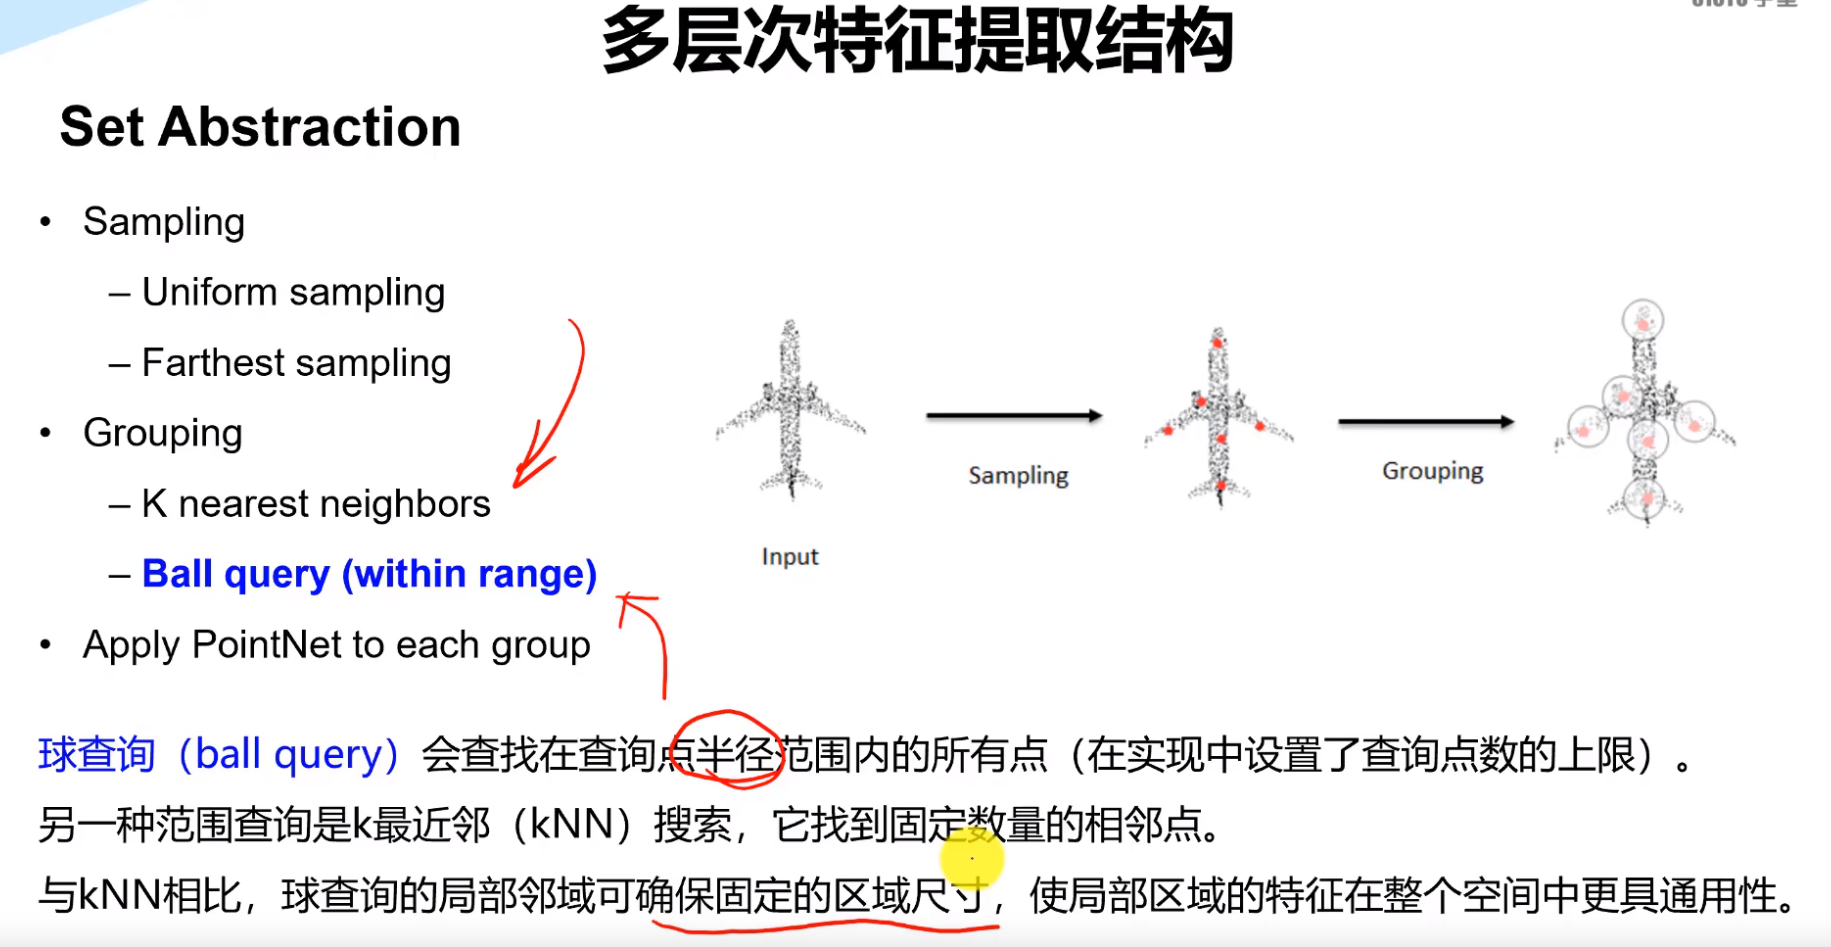 多层次特征提取结构
Set Abstraction
• Sampling
– Uniform sampling
– Farthest sampling
• Grouping
– K nearest neighbors
– Ball query (within range)
• Apply PointNet to each group
Input
Sampling
Grouping
球查询（ball query）会查找在查询点半径范围内的所有点（在实现中设置了查询点数的上限）。
另一种范围查询是k最近邻（kNN）搜索，它找到固定数量的相邻点。
与kNN相比，球查询的局部邻域可确保固定的区域尺寸，使局部区域的特征在整个空间中更具通用性。